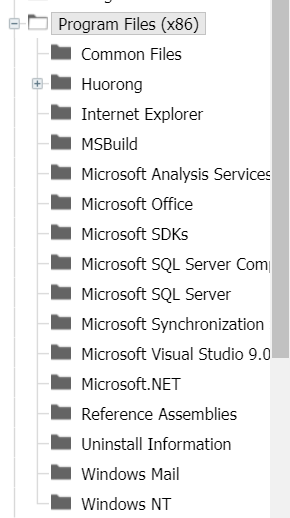 Program Files (x86)
Common Files
Huorong
Internet Explorer
MSBuild
Microsoft Analysis Services
Microsoft Office
Microsoft SDKs
Microsoft SQL Server Com
Microsoft SQL Server
Microsoft Synchronization
Microsoft Visual Studio 9.0
Microsoft.NET
Reference Assemblies
Uninstall Information
Windows Mail
Windows NT